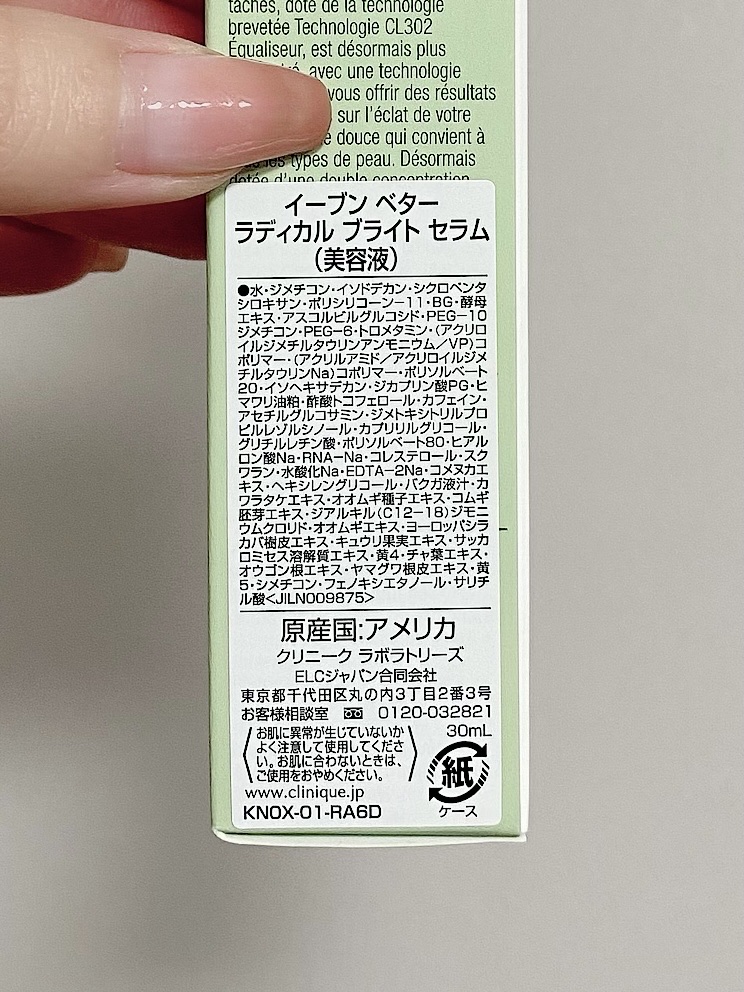 taches, doté de la technologie
brevetée Technologie CL302
Équaliseur, est désormais plus
avec une technologie
vous offrir des résultats
sur l'éclat de votre
douce qui convient à
les types de peau. Désormais
dotée d'une double concentration
イーブン ベター
ラディカル ブライト セラム
(美容液)
●水・ジメチコン・イソドデカン・シクロペンタ
シロキサン・ポリシリコーン-11・BG・酵母
エキス・アスコルビルグルコシド・PEG-10
ジメチコン・PEG-6・トロメタミン・(アクリロ
イルジメチルタウリンアンモニウム/VP)コ
ポリマー・(アクリルアミド/アクリロイルジメ
チルタウリンNa)コポリマー・ポリソルベート
20・イソヘキサデカン・ジカプリン酸PG・ヒ
マワリ油粕・酢酸トコフェロール・カフェイン・
アセチルグルコサミン・ジメトキシトリルプロ
ピルレゾルシノール・カプリリルグリコール・
グリチルレチン酸・ポリソルベート80・ヒアル
ロン酸Na・RNA-Na・コレステロール・スク
ワラン・水酸化Na・EDTA-2Na・コメヌカエ
キス・ヘキシレングリコール・バクガ液汁・カ
ワラタケエキス・オオムギ種子エキス・コムギ
胚芽エキス・ジアルキル(C12-18)ジモニ
ウムクロリド・オオムギエキス・ヨーロッパシラ
カバ樹皮エキス・キュウリ果実エキス・サッカ
ロミセス溶解質エキス・黄4・チャ葉エキス・
オウゴン根エキス・ヤマグワ根皮エキス・黄
5・シメチコン・フェノキシエタノール・サリチ
ル酸<JILN009875>
原産国:アメリカ
クリニーク ラボラトリーズ
ELCジャパン合同会社
東京都千代田区丸の内3丁目2番3号
お客様相談室 0120-032821
お肌に異常が生じていないか
よく注意して使用してくださ
い。お肌に合わないときは、
ご使用をおやめください。
30mL
紙
ケース
www.clinique.jp
KN0X-01-RA6D